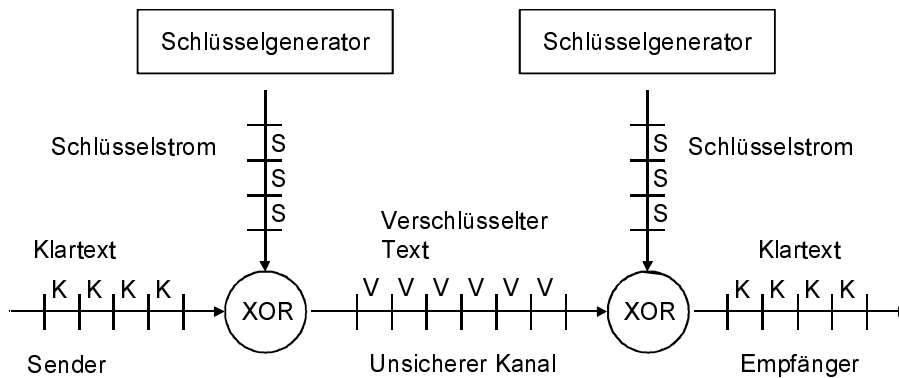 Schlüsselgenerator
Schlüsselgenerator
Schlüsselstrom
S
S
S
Schlüsselstrom
S
S
S
Verschlüsselter
Text
Klartext
K K K K
XOR
V V V V V V
XOR
Klartext
K K K K
Sender
Unsicherer Kanal
Empfänger